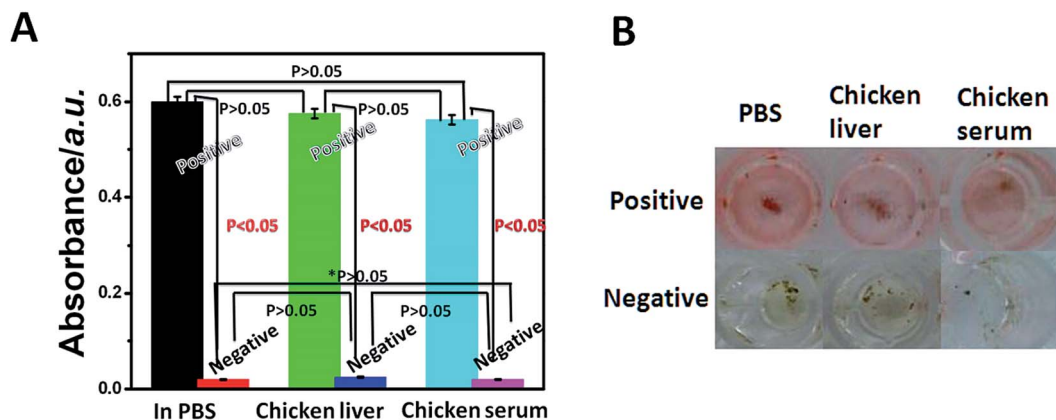 A
Absorbance/a.u.
0.6
0.4
0.2
0.0
P>0.05
P>0.05
P>0.05
Positive
Positive
Positive
P<0.05
P<0.05
P<0.05
*P>0.05
P>0.05
P>0.05
Negative
Negative
Negative
In PBS
Chicken liver
Chicken serum
B
PBS
Chicken
liver
Chicken
serum
Positive
Negative